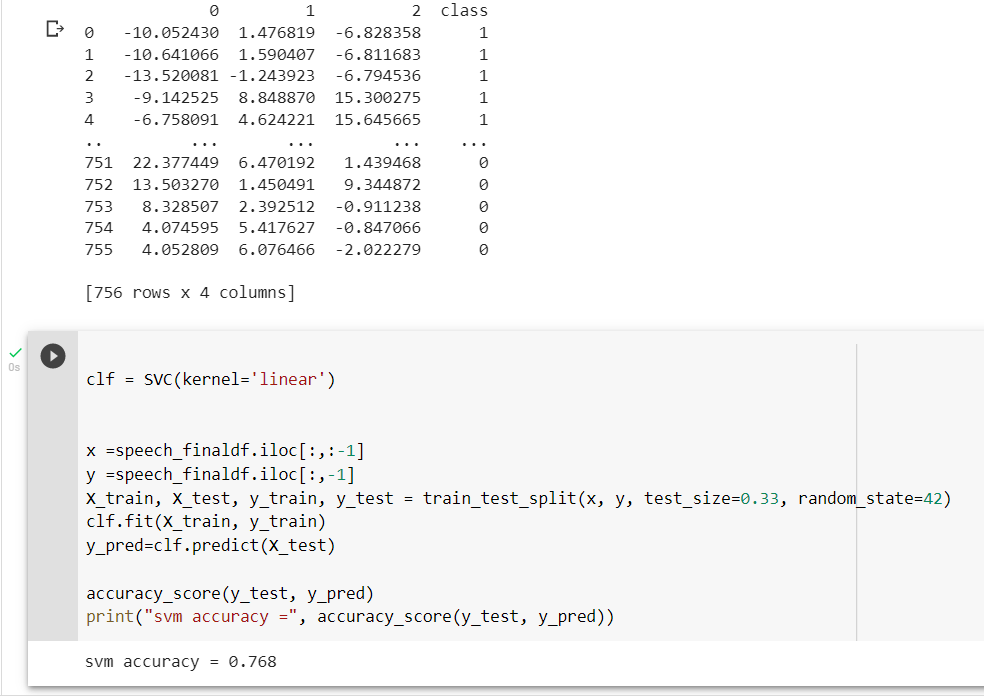 0 1 2 class
0 -10.052430 1.476819 -6.828358 1
1 -10.641066 1.590407 -6.811683 1
2 -13.520081 -1.243923 -6.794536 1
3 -9.142525 8.848870 15.300275 1
4 -6.758091 4.624221 15.645665 1
.. ... ... ... ...
751 22.377449 6.470192 1.439468 0
752 13.503270 1.450491 9.344872 0
753 8.328507 2.392512 -0.911238 0
754 4.074595 5.417627 -0.847066 0
755 4.052809 6.076466 -2.022279 0
[756 rows x 4 columns]
0s
clf = SVC(kernel='linear')
x =speech_finaldf.iloc[:,:-1]
y =speech_finaldf.iloc[:,-1]
X_train, X_test, y_train, y_test = train_test_split(x, y, test_size=0.33, random_state=42)
clf.fit(X_train, y_train)
y_pred=clf.predict(X_test)
accuracy_score(y_test, y_pred)
print("svm accuracy =", accuracy_score(y_test, y_pred))
svm accuracy = 0.768